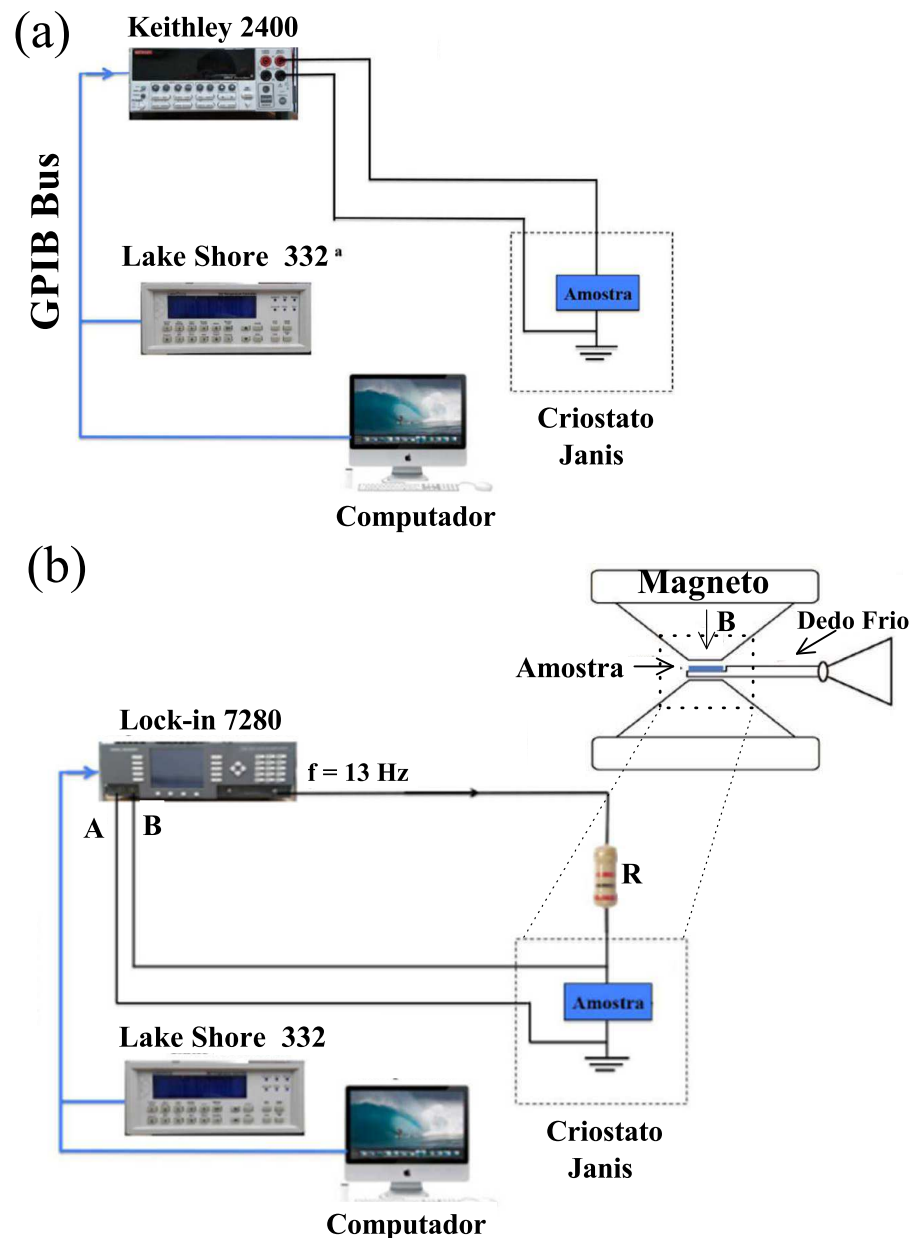 (a)
Keithley 2400
GPIB Bus
Lake Shore 332 a
Amostra
Criostato
Janis
Computador
(b)
Magneto
B
Dedo Frio
Amostra
Lock-in 7280
f = 13 Hz
A
B
R
Amostra
Lake Shore 332
Criostato
Janis
Computador